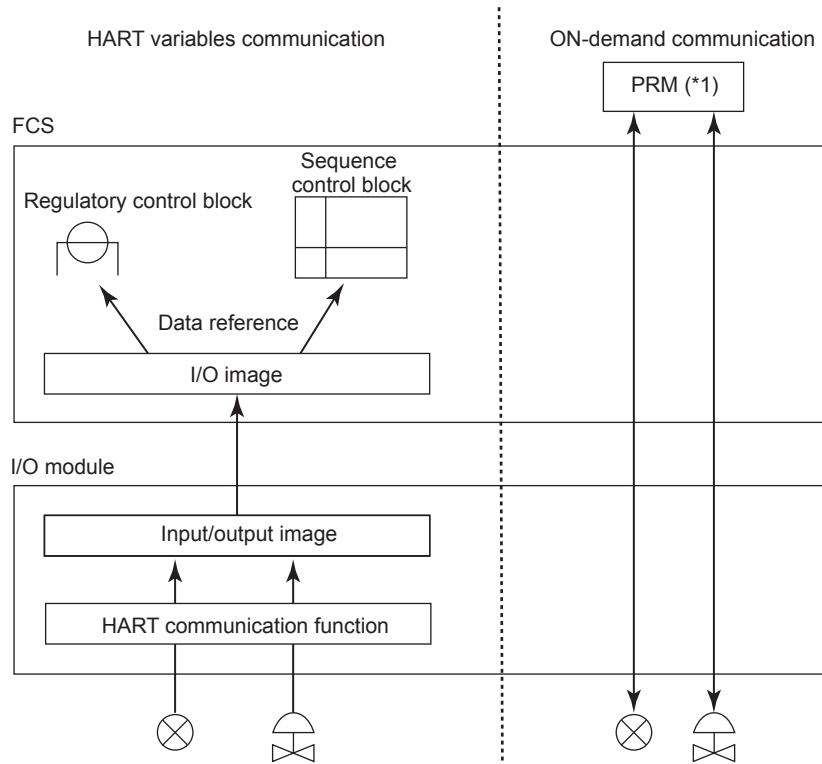 HART variables communication
ON-demand communication
PRM (*1)
FCS
Sequence
control block
Regulatory control block
Data reference
I/O image
I/O module
Input/output image
HART communication function